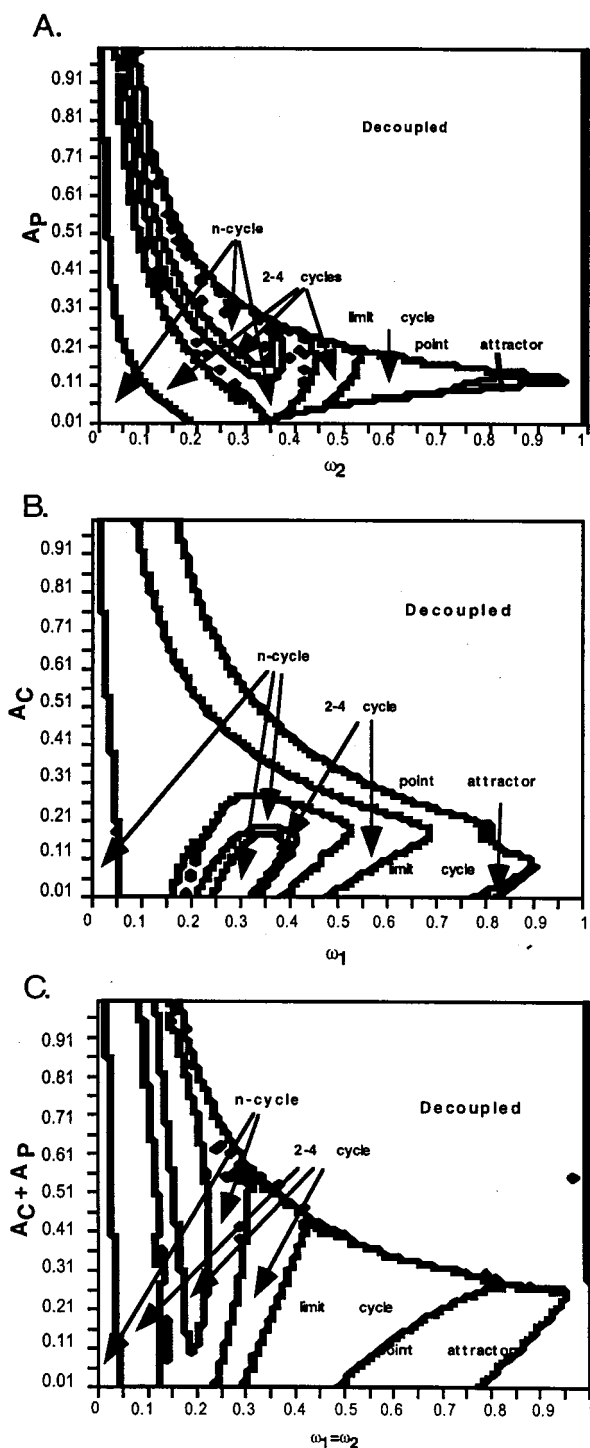 A.
AP
0.91
0.81
0.71
0.61
0.51
0.41
0.31
0.21
0.11
0.01
Decoupled
n-cycle
2-4 cycles
limit cycle
point attractor
0 0.1 0.2 0.3 0.4 0.5 0.6 0.7 0.8 0.9 1
ω2
B.
AC
0.91
0.81
0.71
0.61
0.51
0.41
0.31
0.21
0.11
0.01
Decoupled
n-cycle
2-4 cycle
point attractor
limit cycle
0 0.1 0.2 0.3 0.4 0.5 0.6 0.7 0.8 0.9 1
ω1
C.
AC + AP
0.91
0.81
0.71
0.61
0.51
0.41
0.31
0.21
0.11
0.01
n-cycle
Decoupled
2-4 cycle
limit cycle
point attractor
0 0.1 0.2 0.3 0.4 0.5 0.6 0.7 0.8 0.9
ω1=ω2